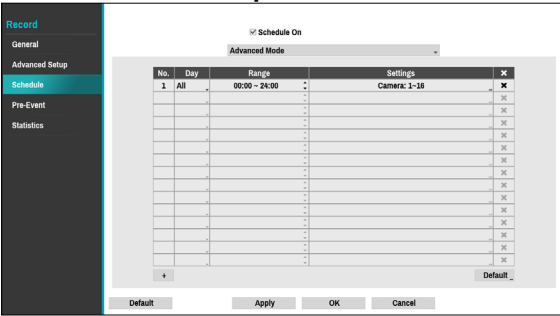 Record
General
Advanced Setup
Schedule
Pre-Event
Statistics
Schedule On
Advanced Mode
No. Day Range Settings
1 All 00:00 ~ 24:00 Camera: 1~16
+
Default
Default Apply OK Cancel